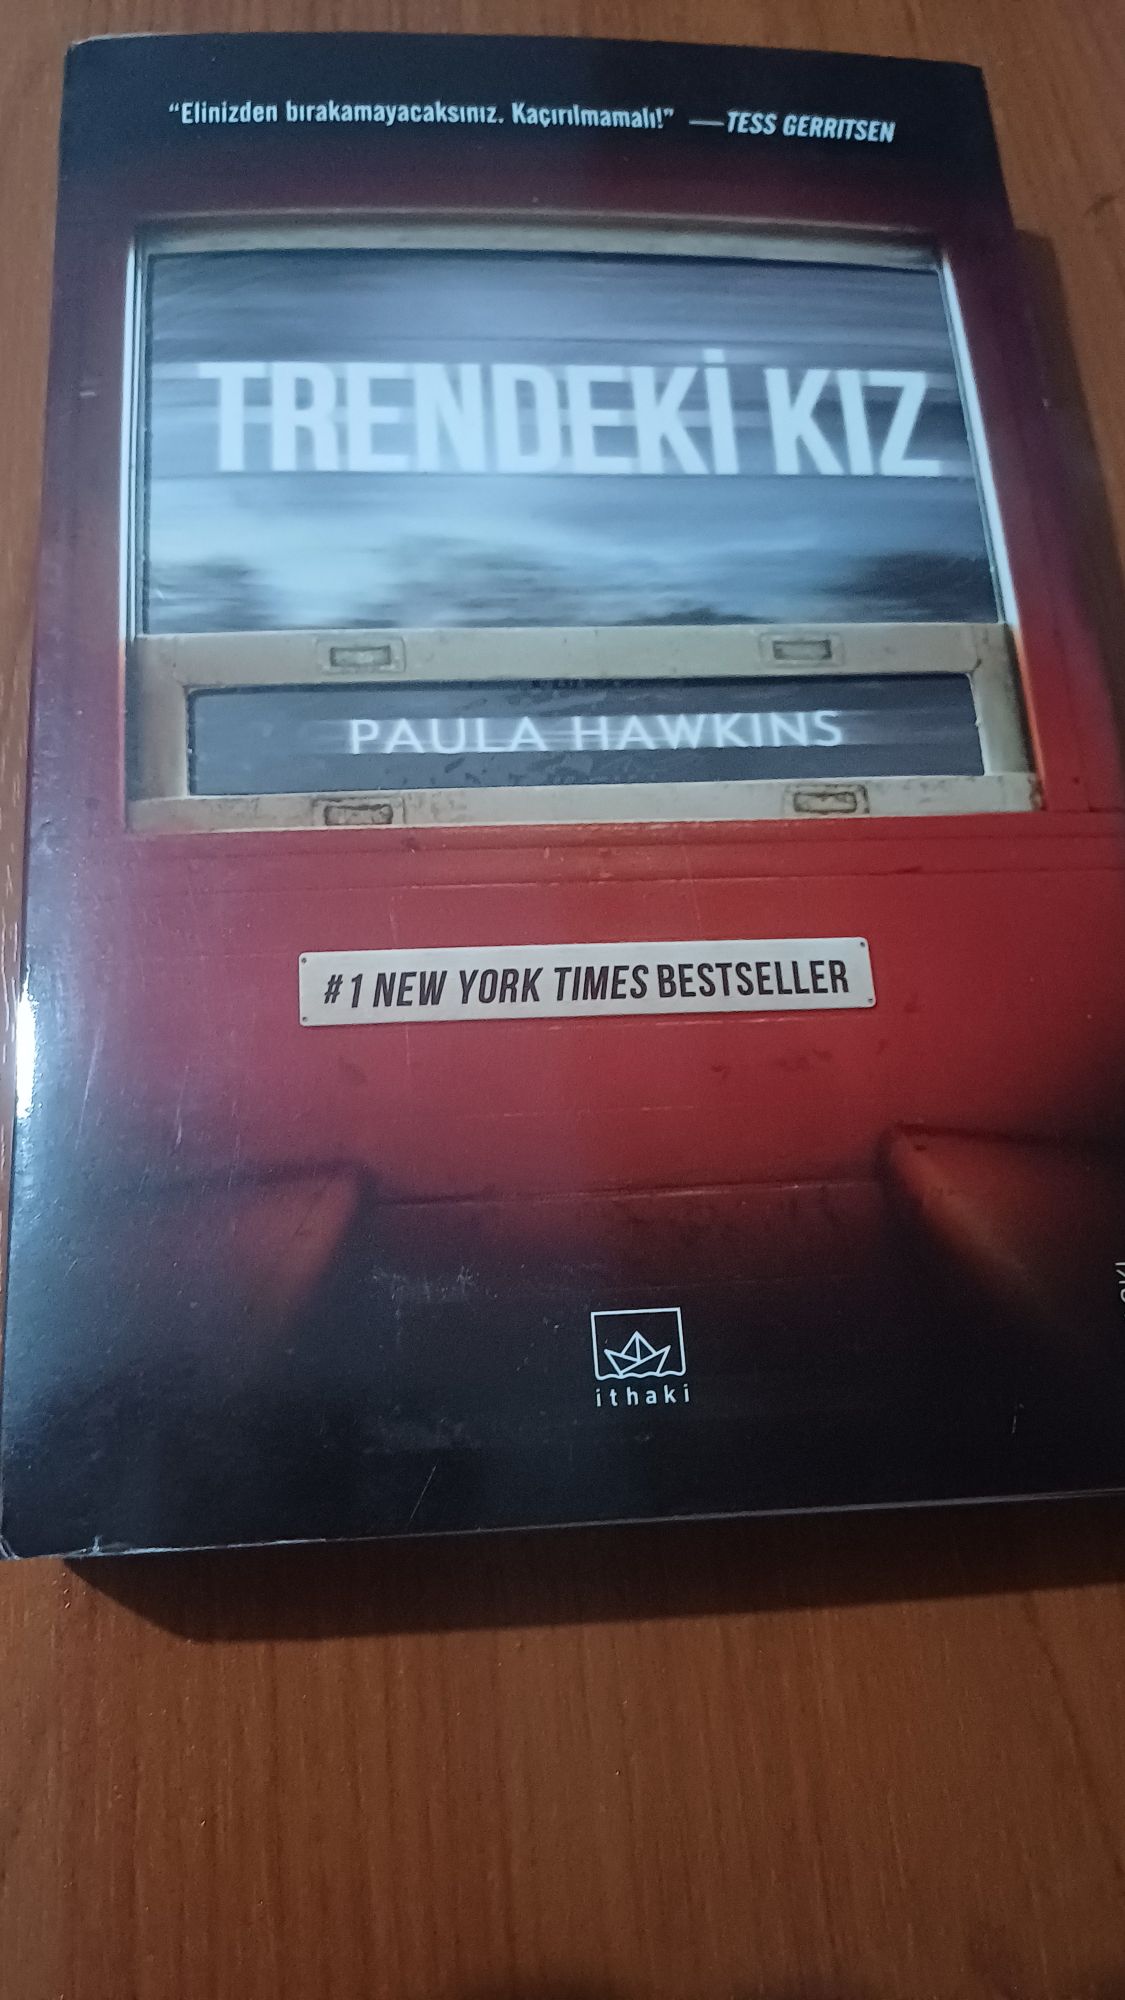 “Elinizden bırakamayacaksınız. Kaçırılmamalı!” —TESS GERRITSEN
TRENDEKİ KIZ
PAULA HAWKINS
#1 NEW YORK TIMES BESTSELLER
ithaki